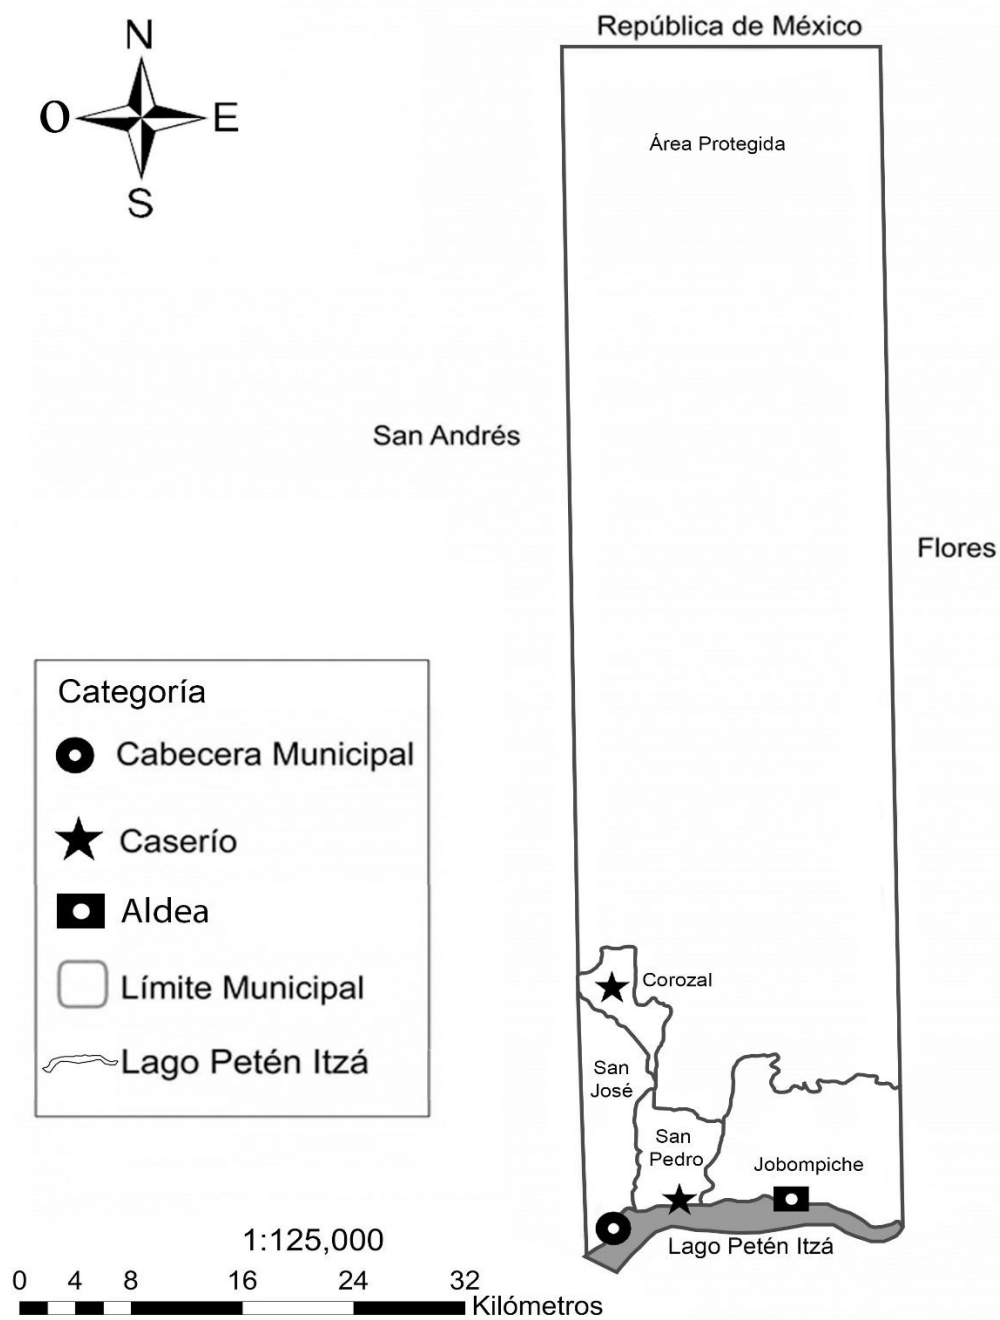 República de México
N
O
E
S
Área Protegida
San Andrés
Flores
Categoría
Cabecera Municipal
Caserío
Aldea
Límite Municipal
Lago Petén Itzá
Corozal
San
José
San
Pedro
Jobompiche
Lago Petén Itzá
1:125,000
0 4 8 16 24 32
Kilómetros